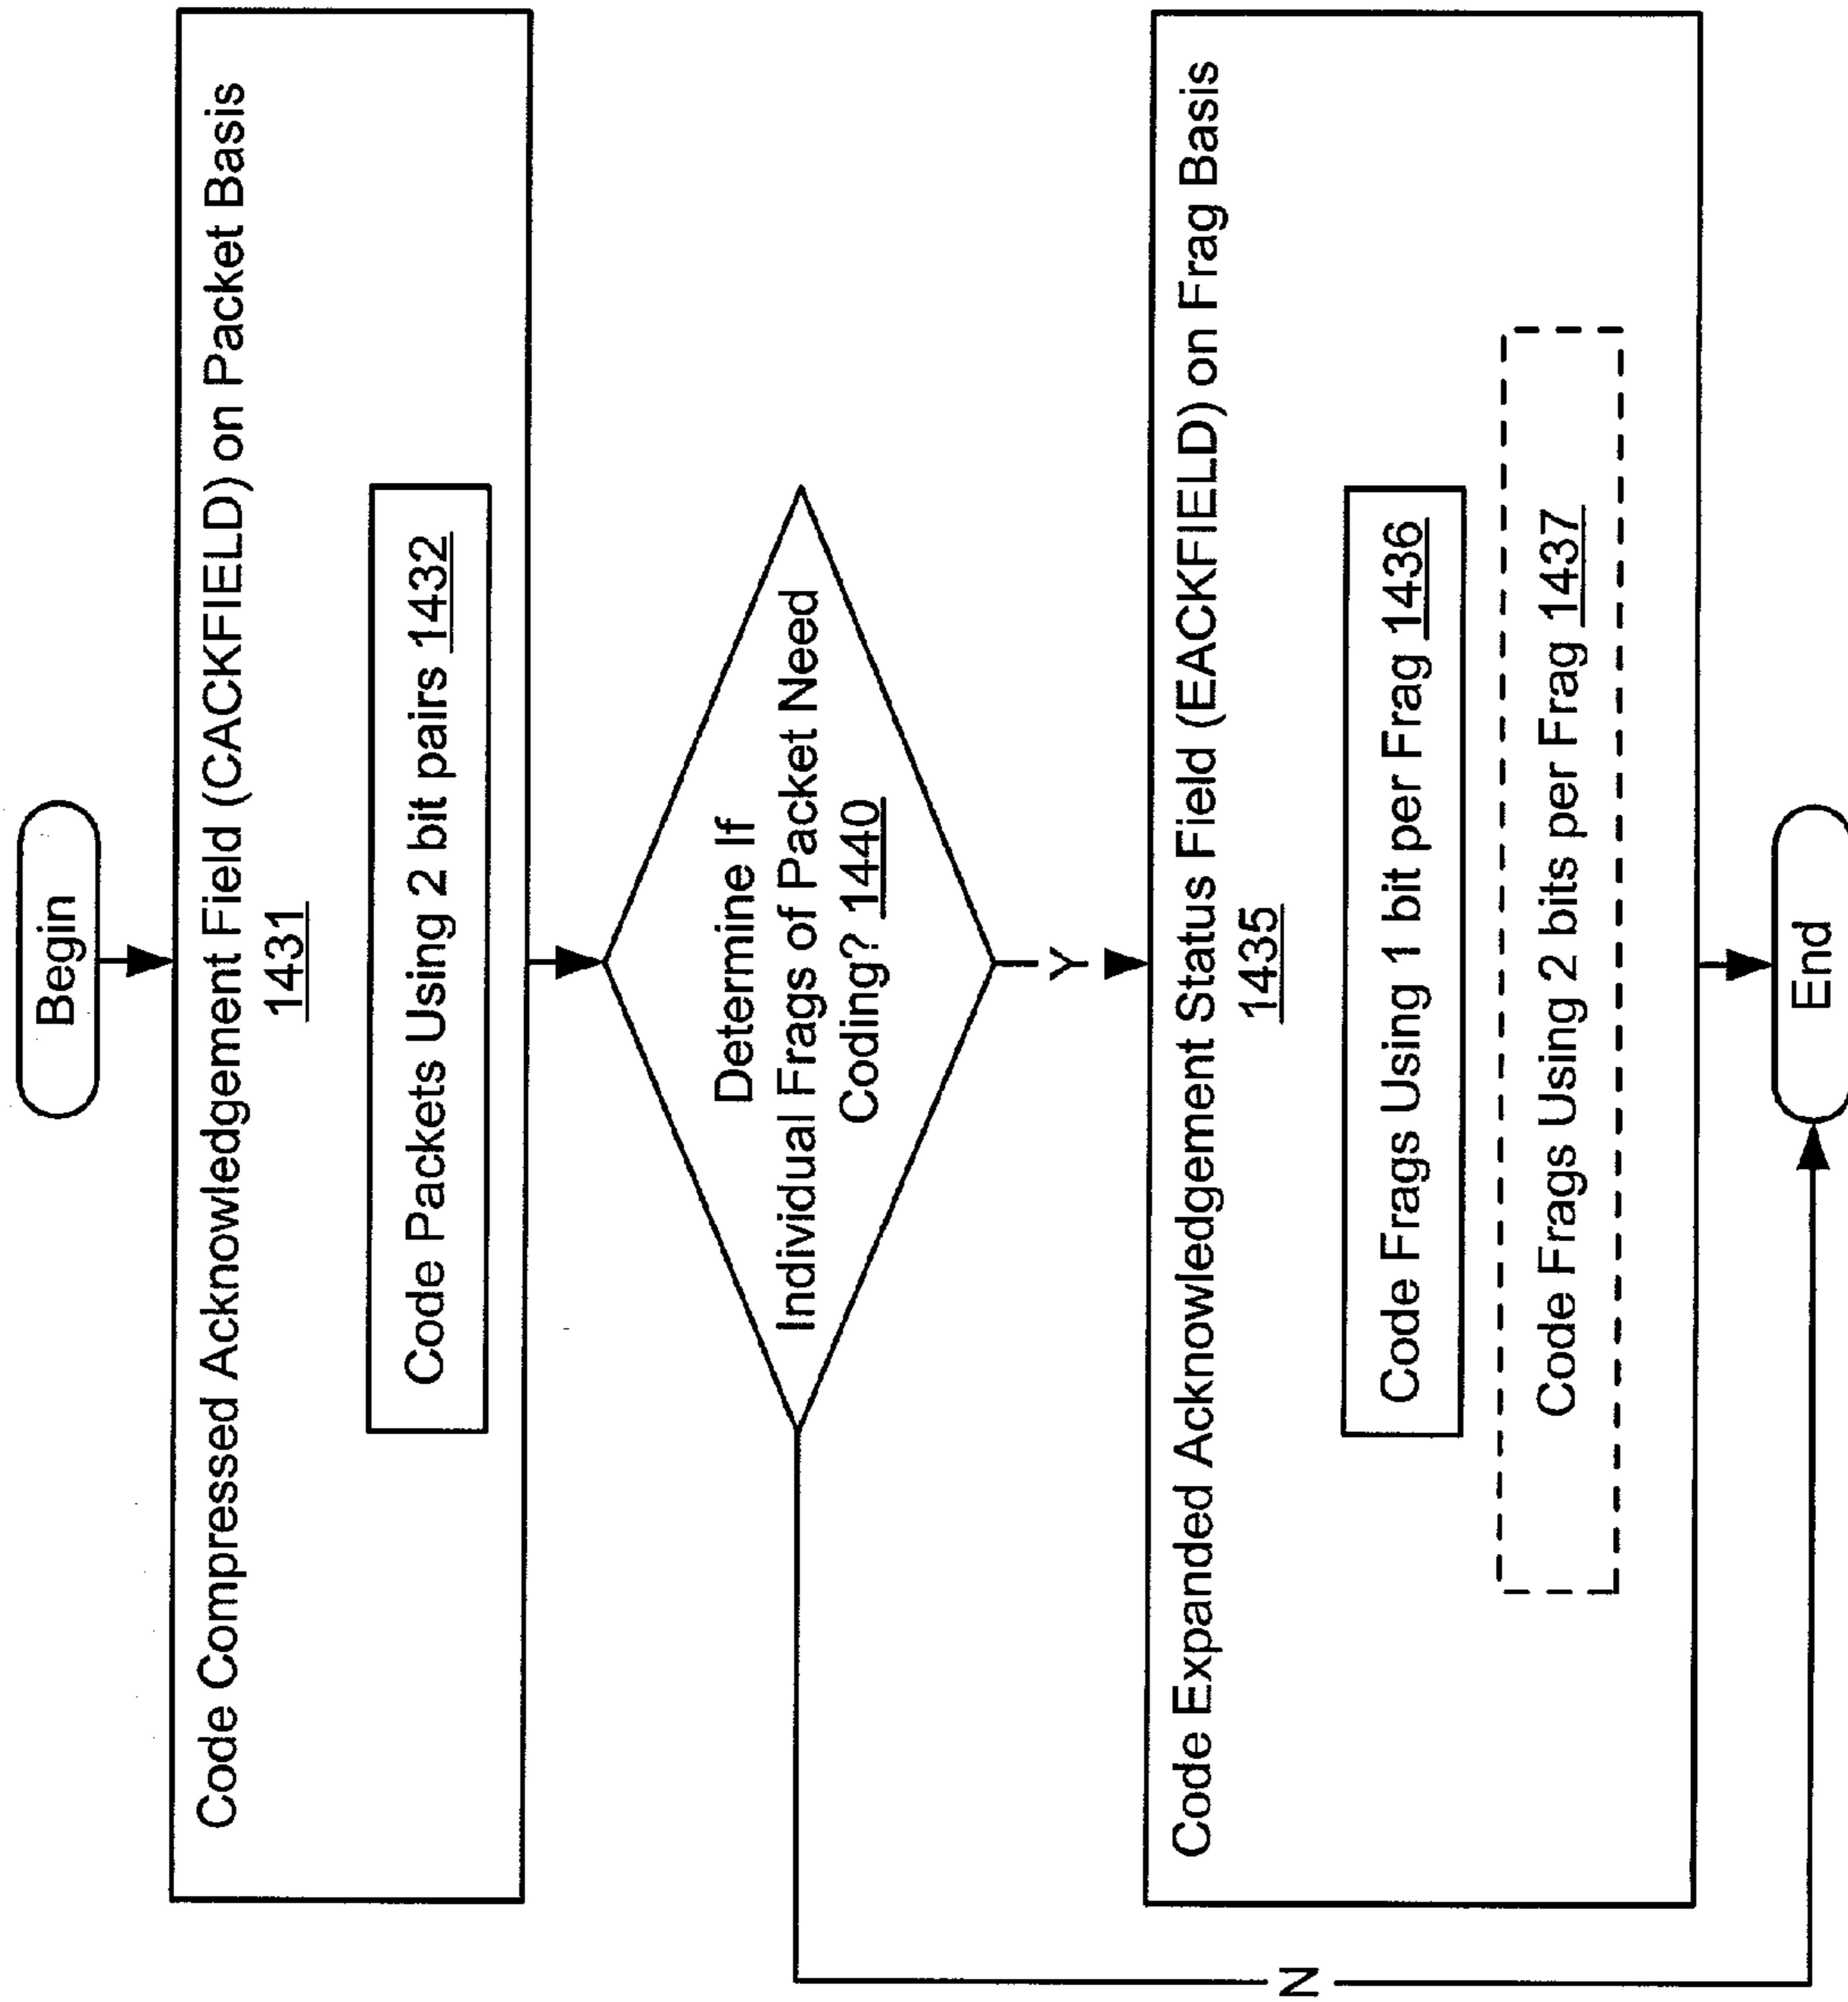 Begin
Code Compressed Acknowledgement Field (CACKFIELD) on Packet Basis
1431
Code Packets Using 2 bit pairs 1432
Determine If
Individual Frags of Packet Need
Coding? 1440
Y
N
Code Expanded Acknowledgement Status Field (EACKFIELD) on Frag Basis
1435
Code Frags Using 1 bit per Frag 1436
Code Frags Using 2 bits per Frag 1437
End